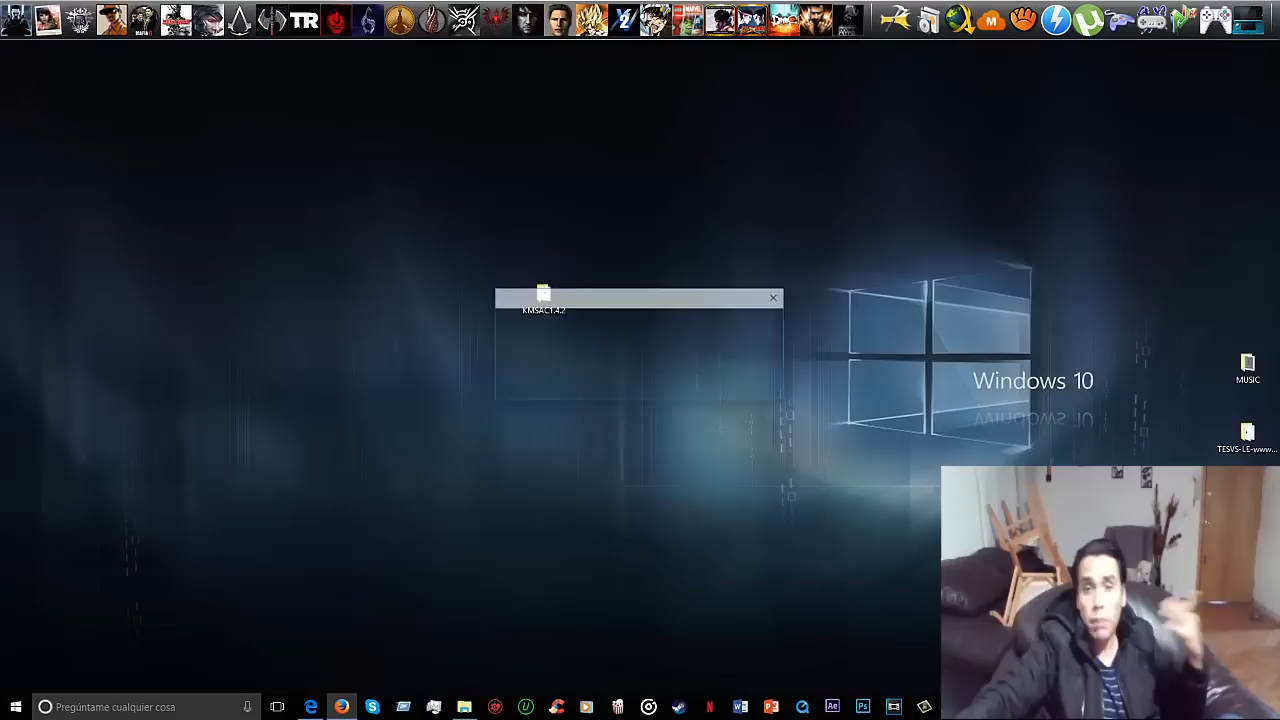 TR
KMSAC1.4.2
MUSIC
Windows 10
TESVS-LE-www...
Pregúntame cualquier cosa